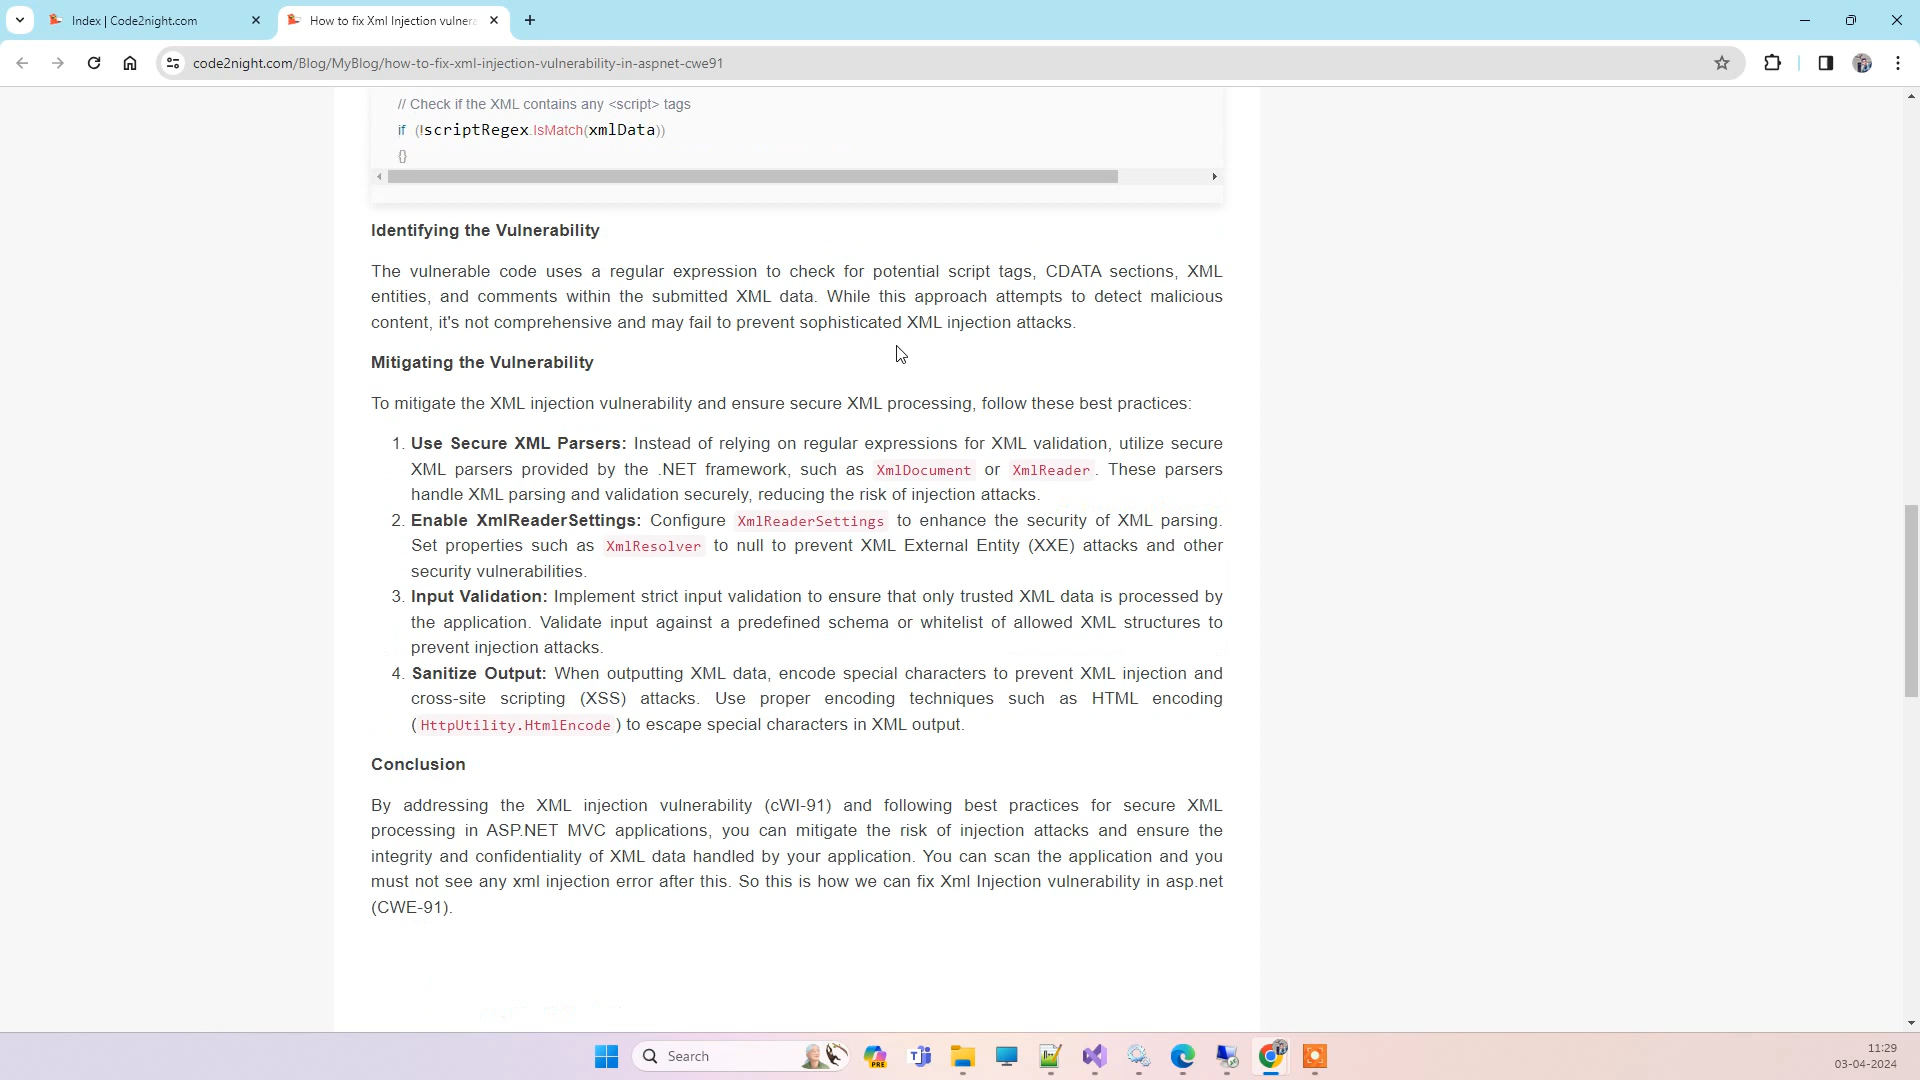 Index | Code2night.com
How to fix Xml Injection vulnera
code2night.com/Blog/MyBlog/how-to-fix-xml-injection-vulnerability-in-aspnet-cwe91
// Check if the XML contains any <script> tags
if (!scriptRegex.IsMatch(xmlData))
{}
Identifying the Vulnerability
The vulnerable code uses a regular expression to check for potential script tags, CDATA sections, XML
entities, and comments within the submitted XML data. While this approach attempts to detect malicious
content, it's not comprehensive and may fail to prevent sophisticated XML injection attacks.
Mitigating the Vulnerability
To mitigate the XML injection vulnerability and ensure secure XML processing, follow these best practices:
1. Use Secure XML Parsers: Instead of relying on regular expressions for XML validation, utilize secure
XML parsers provided by the .NET framework, such as XmlDocument or XmlReader. These parsers
handle XML parsing and validation securely, reducing the risk of injection attacks.
2. Enable XmlReaderSettings: Configure XmlReaderSettings to enhance the security of XML parsing.
Set properties such as XmlResolver to null to prevent XML External Entity (XXE) attacks and other
security vulnerabilities.
3. Input Validation: Implement strict input validation to ensure that only trusted XML data is processed by
the application. Validate input against a predefined schema or whitelist of allowed XML structures to
prevent injection attacks.
4. Sanitize Output: When outputting XML data, encode special characters to prevent XML injection and
cross-site scripting (XSS) attacks. Use proper encoding techniques such as HTML encoding
(HttpUtility.HtmlEncode) to escape special characters in XML output.
Conclusion
By addressing the XML injection vulnerability (cWI-91) and following best practices for secure XML
processing in ASP.NET MVC applications, you can mitigate the risk of injection attacks and ensure the
integrity and confidentiality of XML data handled by your application. You can scan the application and you
must not see any xml injection error after this. So this is how we can fix Xml Injection vulnerability in asp.net
(CWE-91).
Search
PRE
11:29
03-04-2024